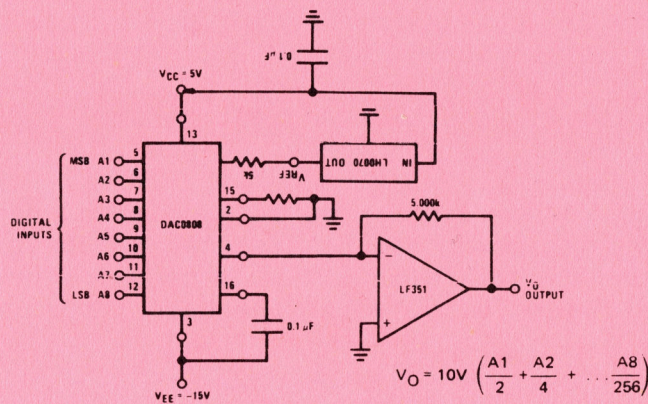 0.1 µF
VCC = 5V
13
5k
VREF
LH0070 OUT IN
MSB A1 5
A2 6
A3 7
A4 8
A5 9
A6 10
A7 11
LSB A8 12
DIGITAL
INPUTS
DAC0808
15
2
4
16
3
5.000k
–
LF351
+
VO
OUTPUT
0.1 µF
VEE = –15V
VO = 10V (A1/2 + A2/4 + ... A8/256)